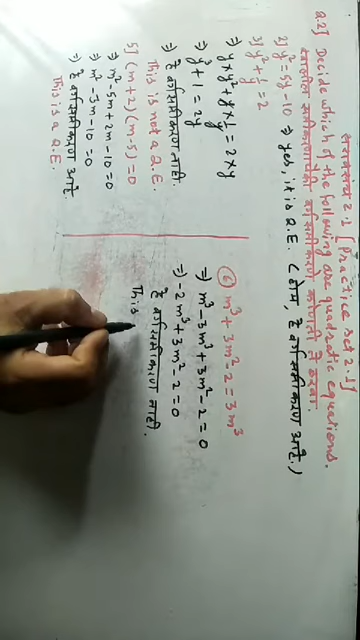 सरावसंच 2.1 [Practice set 2.1]
Q.2] Decide which of the following are quadratic equations.
खालीलपैकी समीकरणांपैकी वर्गसमीकरण कोणती ते ठरवा.
2] y² = 5y - 10 ⇒ yes, it is Q.E. (होय, हे वर्गसमीकरण आहे.)
3] y² + 1/y = 2
⇒ y × y² + y × 1/y = 2 × y
⇒ y³ + 1 = 2y
⇒ हे वर्गसमीकरण नाही.
This is not a Q.E.
5] (m+2)(m-5) = 0
⇒ m² - 5m + 2m - 10 = 0
⇒ m² - 3m - 10 = 0
⇒ हे वर्गसमीकरण आहे.
This is a Q.E.
6 m³ + 3m² - 2 = 3m³
⇒ m³ - 3m³ + 3m² - 2 = 0
⇒ -2m³ + 3m² - 2 = 0
हे वर्गसमीकरण नाही.
This